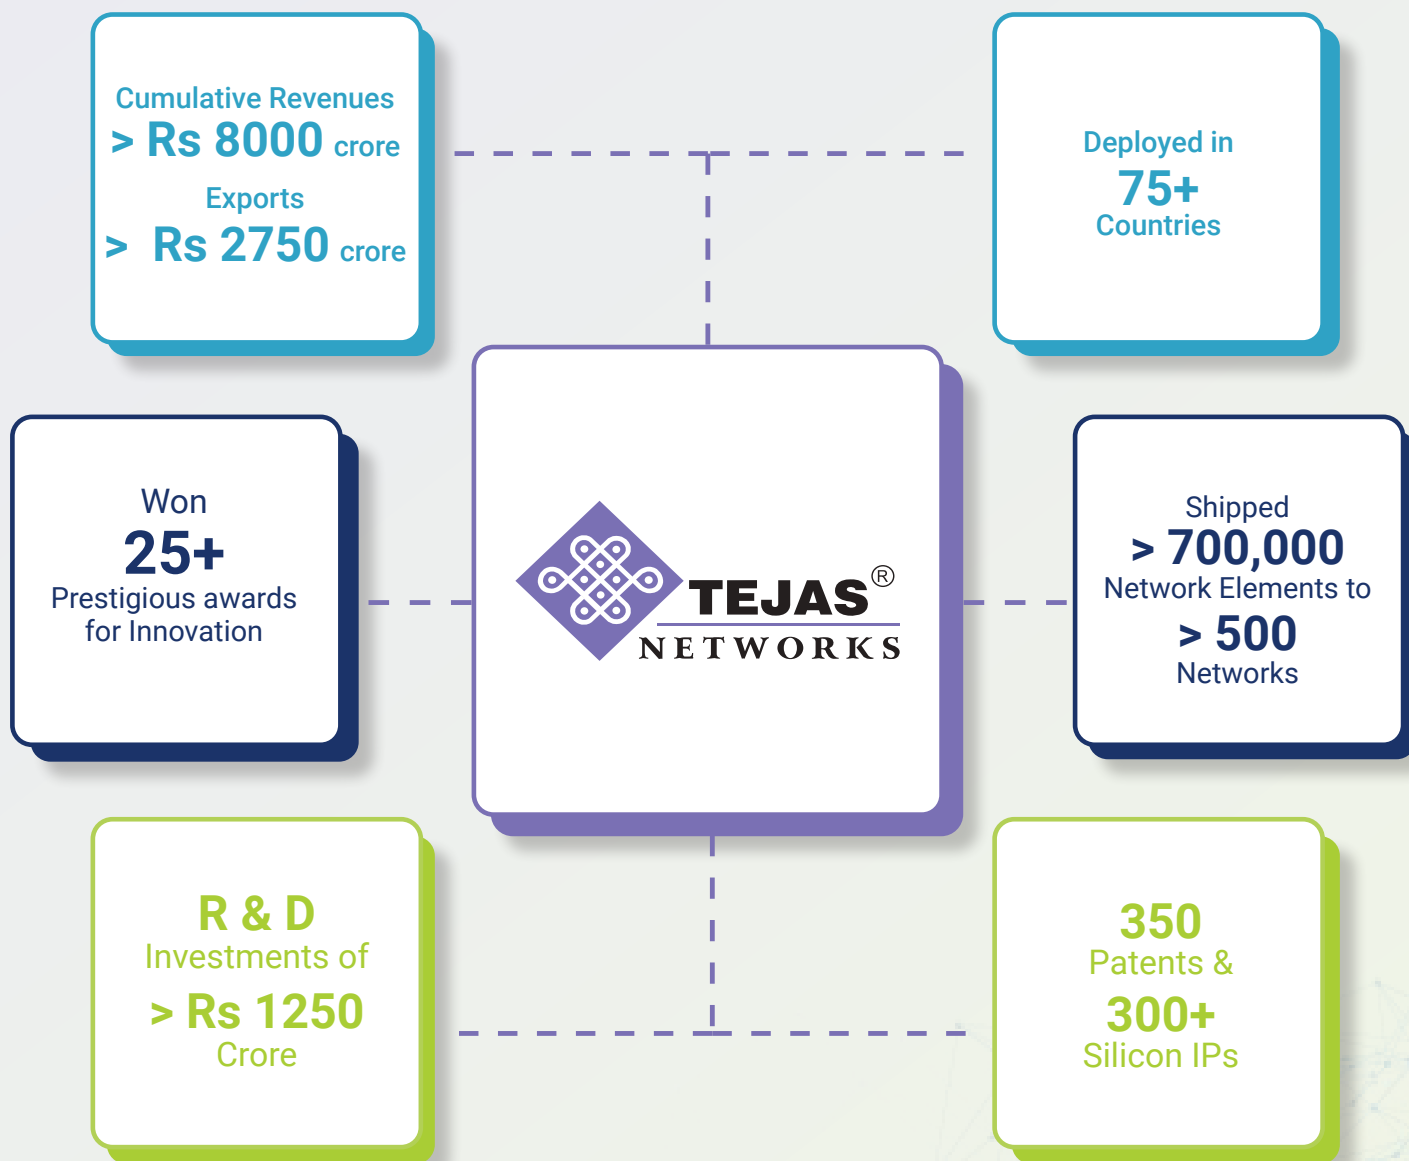 Cumulative Revenues
> Rs 8000 crore
Exports
> Rs 2750 crore
Deployed in
75+
Countries
Won
25+
Prestigious awards
for Innovation
TEJAS®
NETWORKS
Shipped
> 700,000
Network Elements to
> 500
Networks
R & D
Investments of
> Rs 1250
Crore
350
Patents &
300+
Silicon IPs